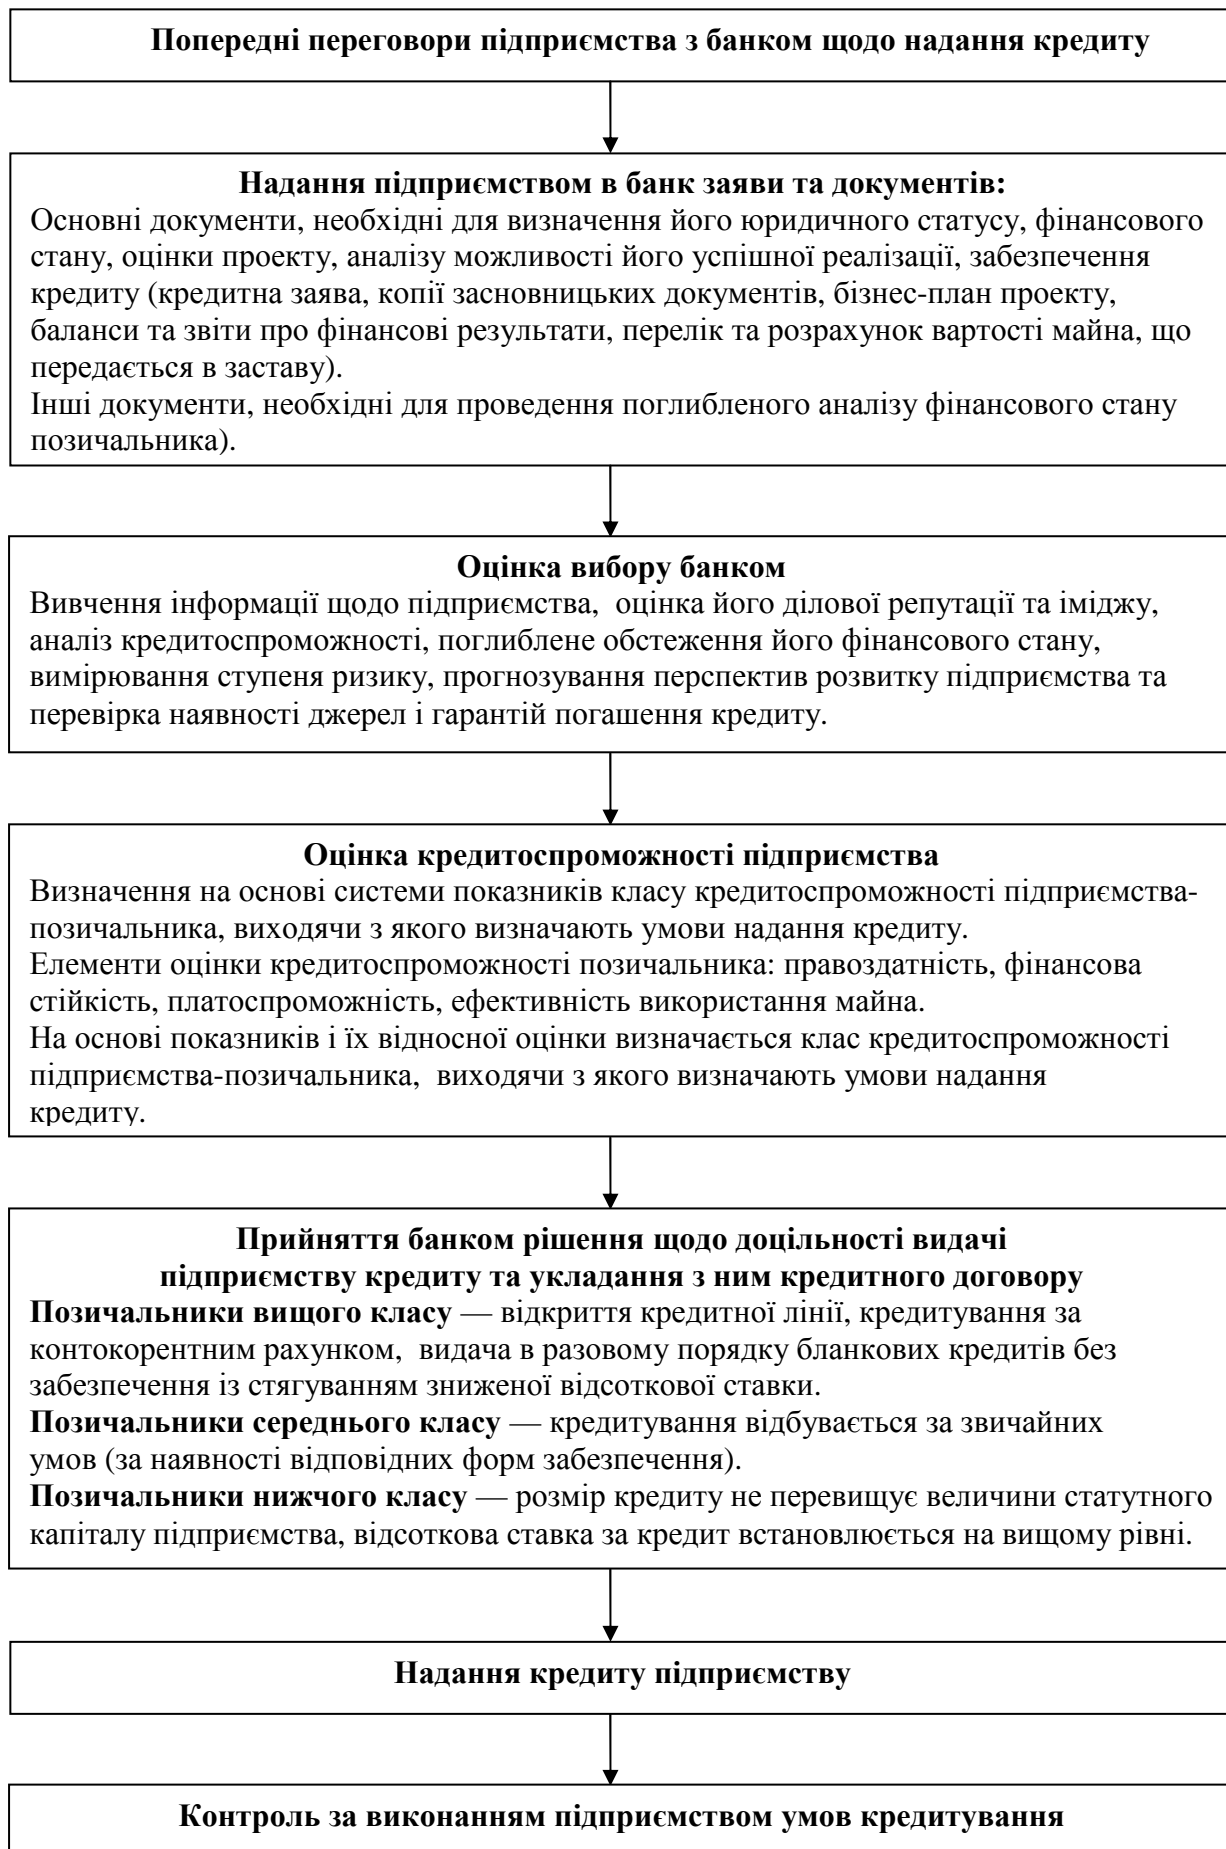 Попередні переговори підприємства з банком щодо надання кредиту
Надання підприємством в банк заяви та документів:
Основні документи, необхідні для визначення його юридичного статусу, фінансового
стану, оцінки проекту, аналізу можливості його успішної реалізації, забезпечення
кредиту (кредитна заява, копії засновницьких документів, бізнес-план проекту,
баланси та звіти про фінансові результати, перелік та розрахунок вартості майна, що
передається в заставу).
Інші документи, необхідні для проведення поглибленого аналізу фінансового стану
позичальника).
Оцінка вибору банком
Вивчення інформації щодо підприємства, оцінка його ділової репутації та іміджу,
аналіз кредитоспроможності, поглиблене обстеження його фінансового стану,
вимірювання ступеня ризику, прогнозування перспектив розвитку підприємства та
перевірка наявності джерел і гарантій погашення кредиту.
Оцінка кредитоспроможності підприємства
Визначення на основі системи показників класу кредитоспроможності підприємства-
позичальника, виходячи з якого визначають умови надання кредиту.
Елементи оцінки кредитоспроможності позичальника: правоздатність, фінансова
стійкість, платоспроможність, ефективність використання майна.
На основі показників і їх відносної оцінки визначається клас кредитоспроможності
підприємства-позичальника, виходячи з якого визначають умови надання
кредиту.
Прийняття банком рішення щодо доцільності видачі
підприємству кредиту та укладання з ним кредитного договору
Позичальники вищого класу — відкриття кредитної лінії, кредитування за
контокорентним рахунком, видача в разовому порядку бланкових кредитів без
забезпечення із стягуванням зниженої відсоткової ставки.
Позичальники середнього класу — кредитування відбувається за звичайних
умов (за наявності відповідних форм забезпечення).
Позичальники нижчого класу — розмір кредиту не перевищує величини статутного
капіталу підприємства, відсоткова ставка за кредит встановлюється на вищому рівні.
Надання кредиту підприємству
Контроль за виконанням підприємством умов кредитування